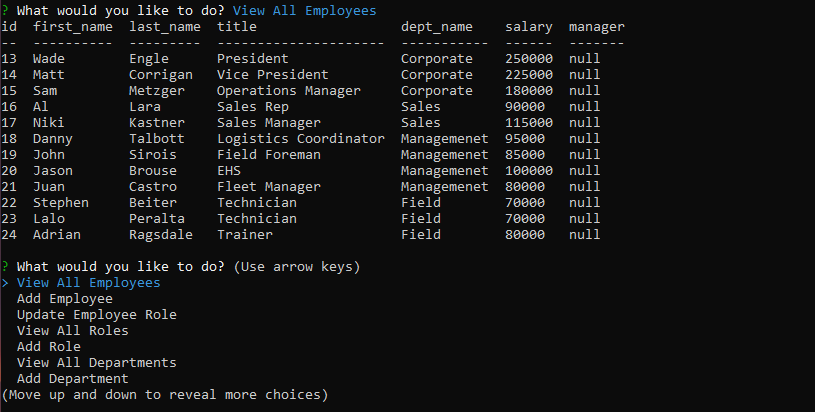 ? What would you like to do? View All Employees
id  first_name  last_name  title                  dept_name    salary  manager
--  ----------  ---------  ---------------------  -----------  ------  -------
13  Wade        Engle      President              Corporate    250000  null
14  Matt        Corrigan   Vice President         Corporate    225000  null
15  Sam         Metzger    Operations Manager     Corporate    180000  null
16  Al          Lara       Sales Rep              Sales        90000   null
17  Niki        Kastner    Sales Manager          Sales        115000  null
18  Danny       Talbott    Logistics Coordinator  Managemenet  95000   null
19  John        Sirois     Field Foreman          Managemenet  85000   null
20  Jason       Brouse     EHS                    Managemenet  100000  null
21  Juan        Castro     Fleet Manager          Managemenet  80000   null
22  Stephen     Beiter     Technician             Field        70000   null
23  Lalo        Peralta    Technician             Field        70000   null
24  Adrian      Ragsdale   Trainer                Field        80000   null
? What would you like to do? (Use arrow keys)
> View All Employees
  Add Employee
  Update Employee Role
  View All Roles
  Add Role
  View All Departments
  Add Department
(Move up and down to reveal more choices)